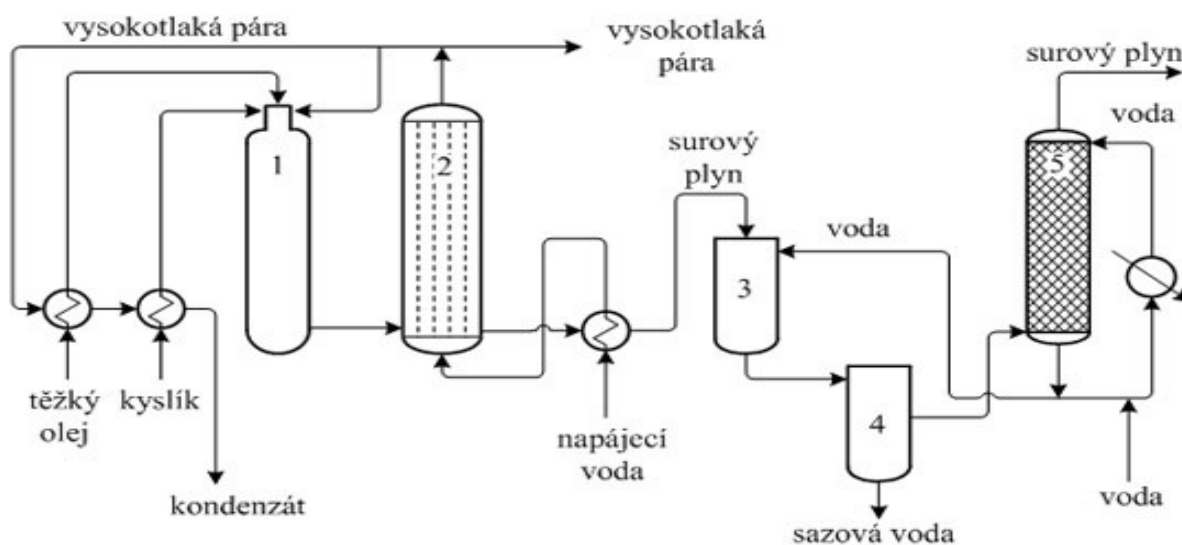 vysokotlaká pára
vysokotlaká
pára
surový plyn
voda
1
2
surový
plyn
5
voda
3
těžký
olej
kyslík
napájecí
voda
4
kondenzát
voda
sazová voda